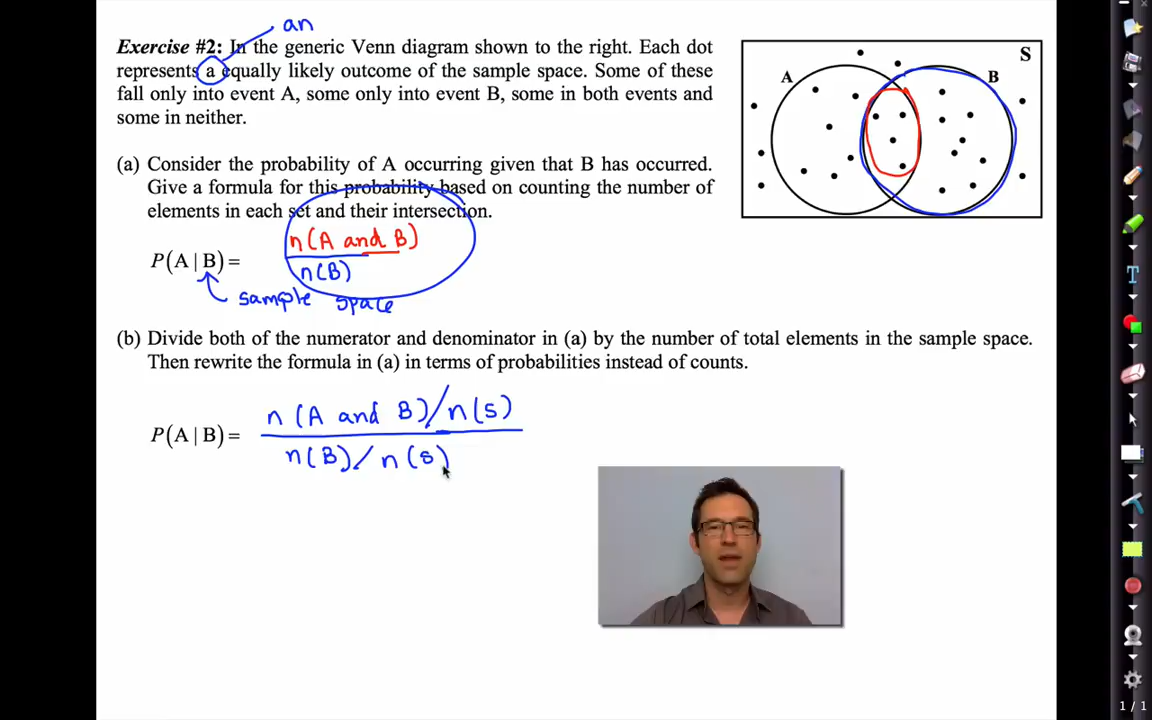 an
Exercise #2: In the generic Venn diagram shown to the right. Each dot
represents a equally likely outcome of the sample space. Some of these
fall only into event A, some only into event B, some in both events and
some in neither.
S
A
B
(a) Consider the probability of A occurring given that B has occurred.
Give a formula for this probability based on counting the number of
elements in each set and their intersection.
P(A | B) =
n(A and B)
n(B)
sample space
(b) Divide both of the numerator and denominator in (a) by the number of total elements in the sample space.
Then rewrite the formula in (a) in terms of probabilities instead of counts.
P(A | B) =
n(A and B)/n(S)
n(B)/n(S)
T
1 / 1